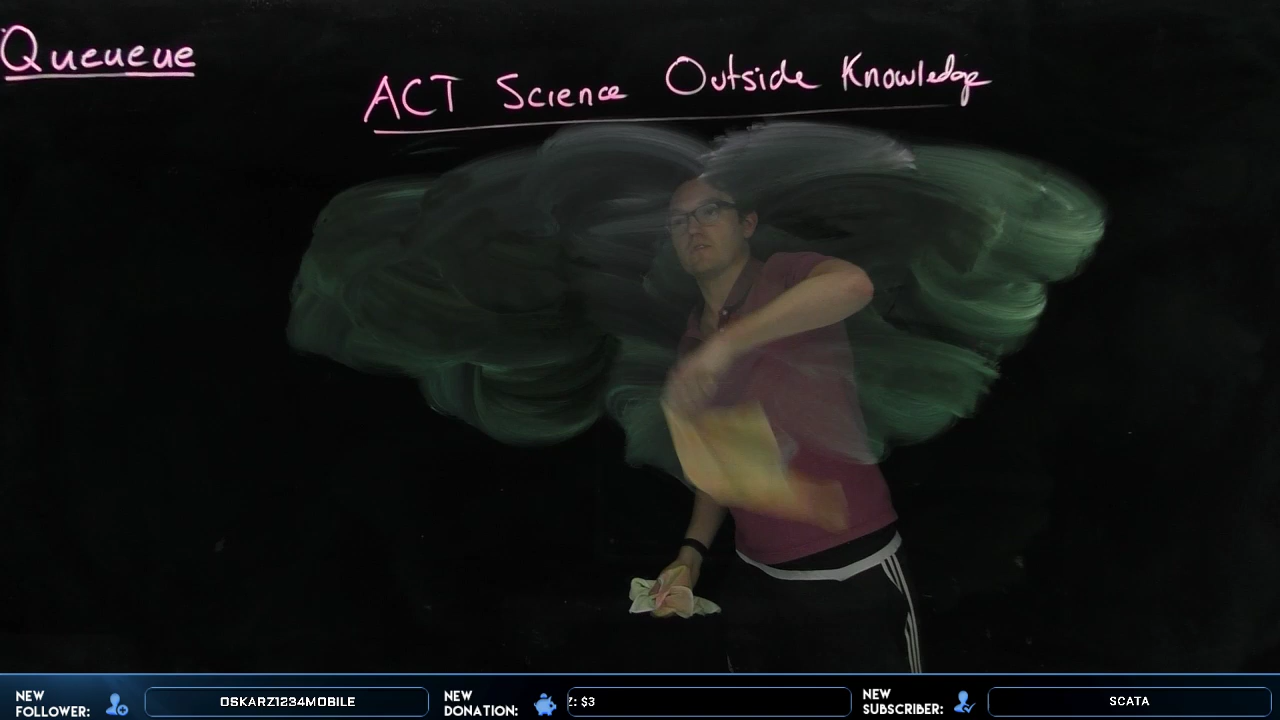 Queueue
ACT Science Outside Knowledge
NEW FOLLOWER:
OSKARZ1234MOBILE
NEW DONATION:
: $3
NEW SUBSCRIBER:
SCATA